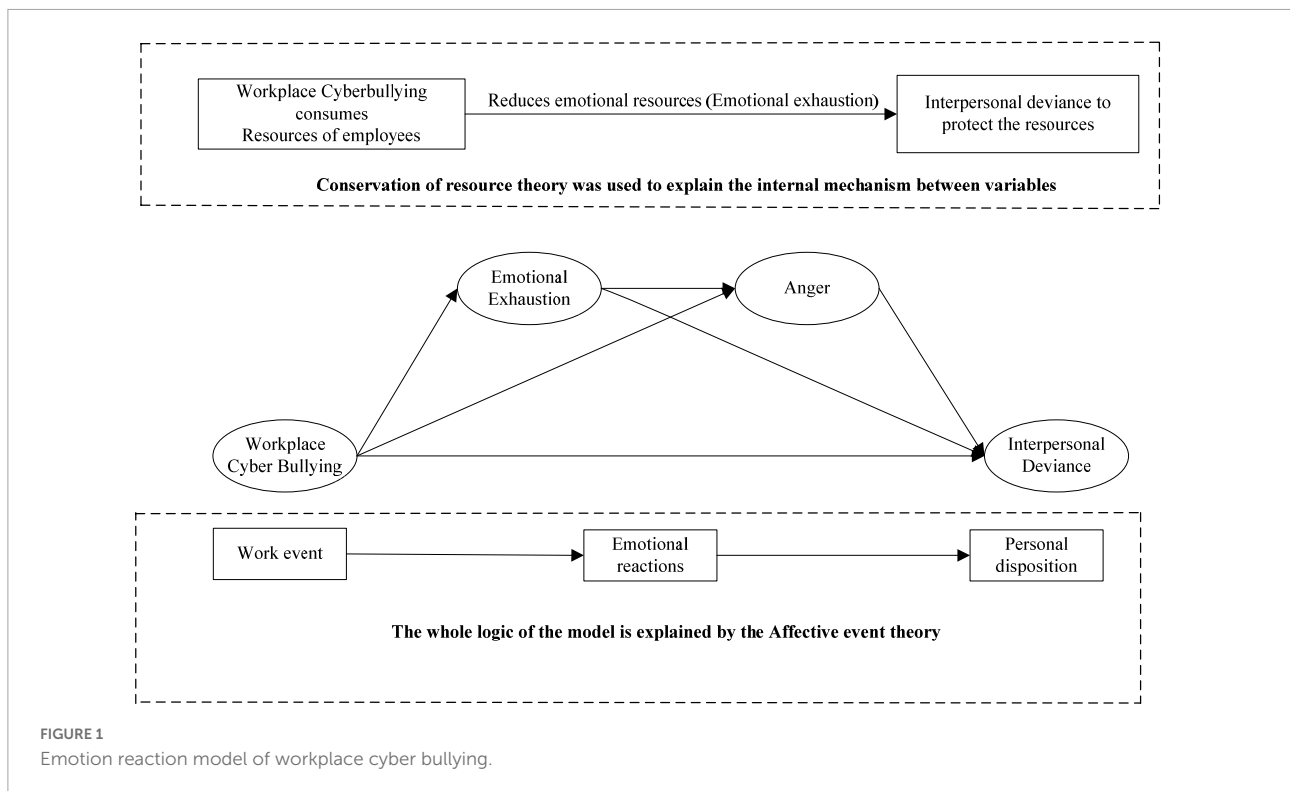 Workplace Cyberbullying
consumes
Resources of employees
Reduces emotional resources (Emotional exhaustion)
Interpersonal deviance to
protect the resources
Conservation of resource theory was used to explain the internal mechanism between variables
Emotional
Exhaustion
Anger
Workplace
Cyber Bullying
Interpersonal
Deviance
Work event
Emotional
reactions
Personal
disposition
The whole logic of the model is explained by the Affective event theory
FIGURE 1
Emotion reaction model of workplace cyber bullying.